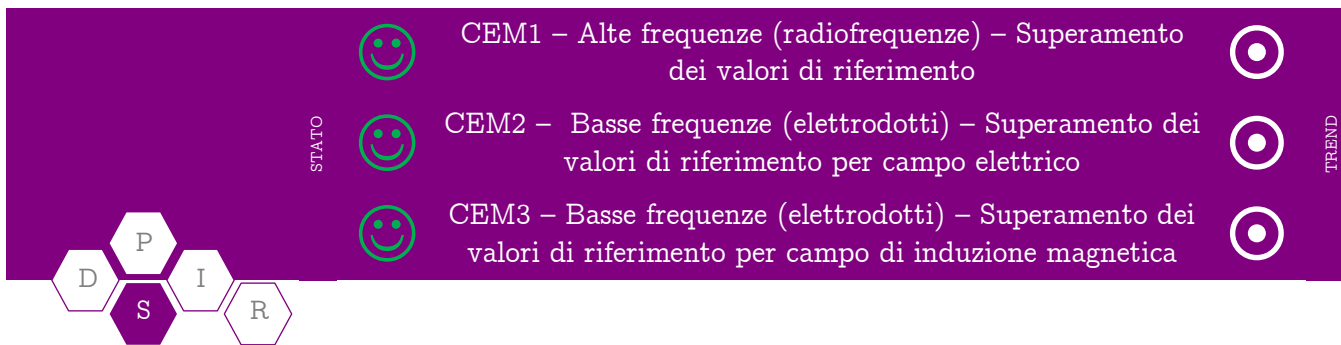 CEM1 – Alte frequenze (radiofrequenze) – Superamento
dei valori di riferimento
STATO
CEM2 – Basse frequenze (elettrodotti) – Superamento dei
valori di riferimento per campo elettrico
TREND
CEM3 – Basse frequenze (elettrodotti) – Superamento dei
valori di riferimento per campo di induzione magnetica
P
D
I
S
R